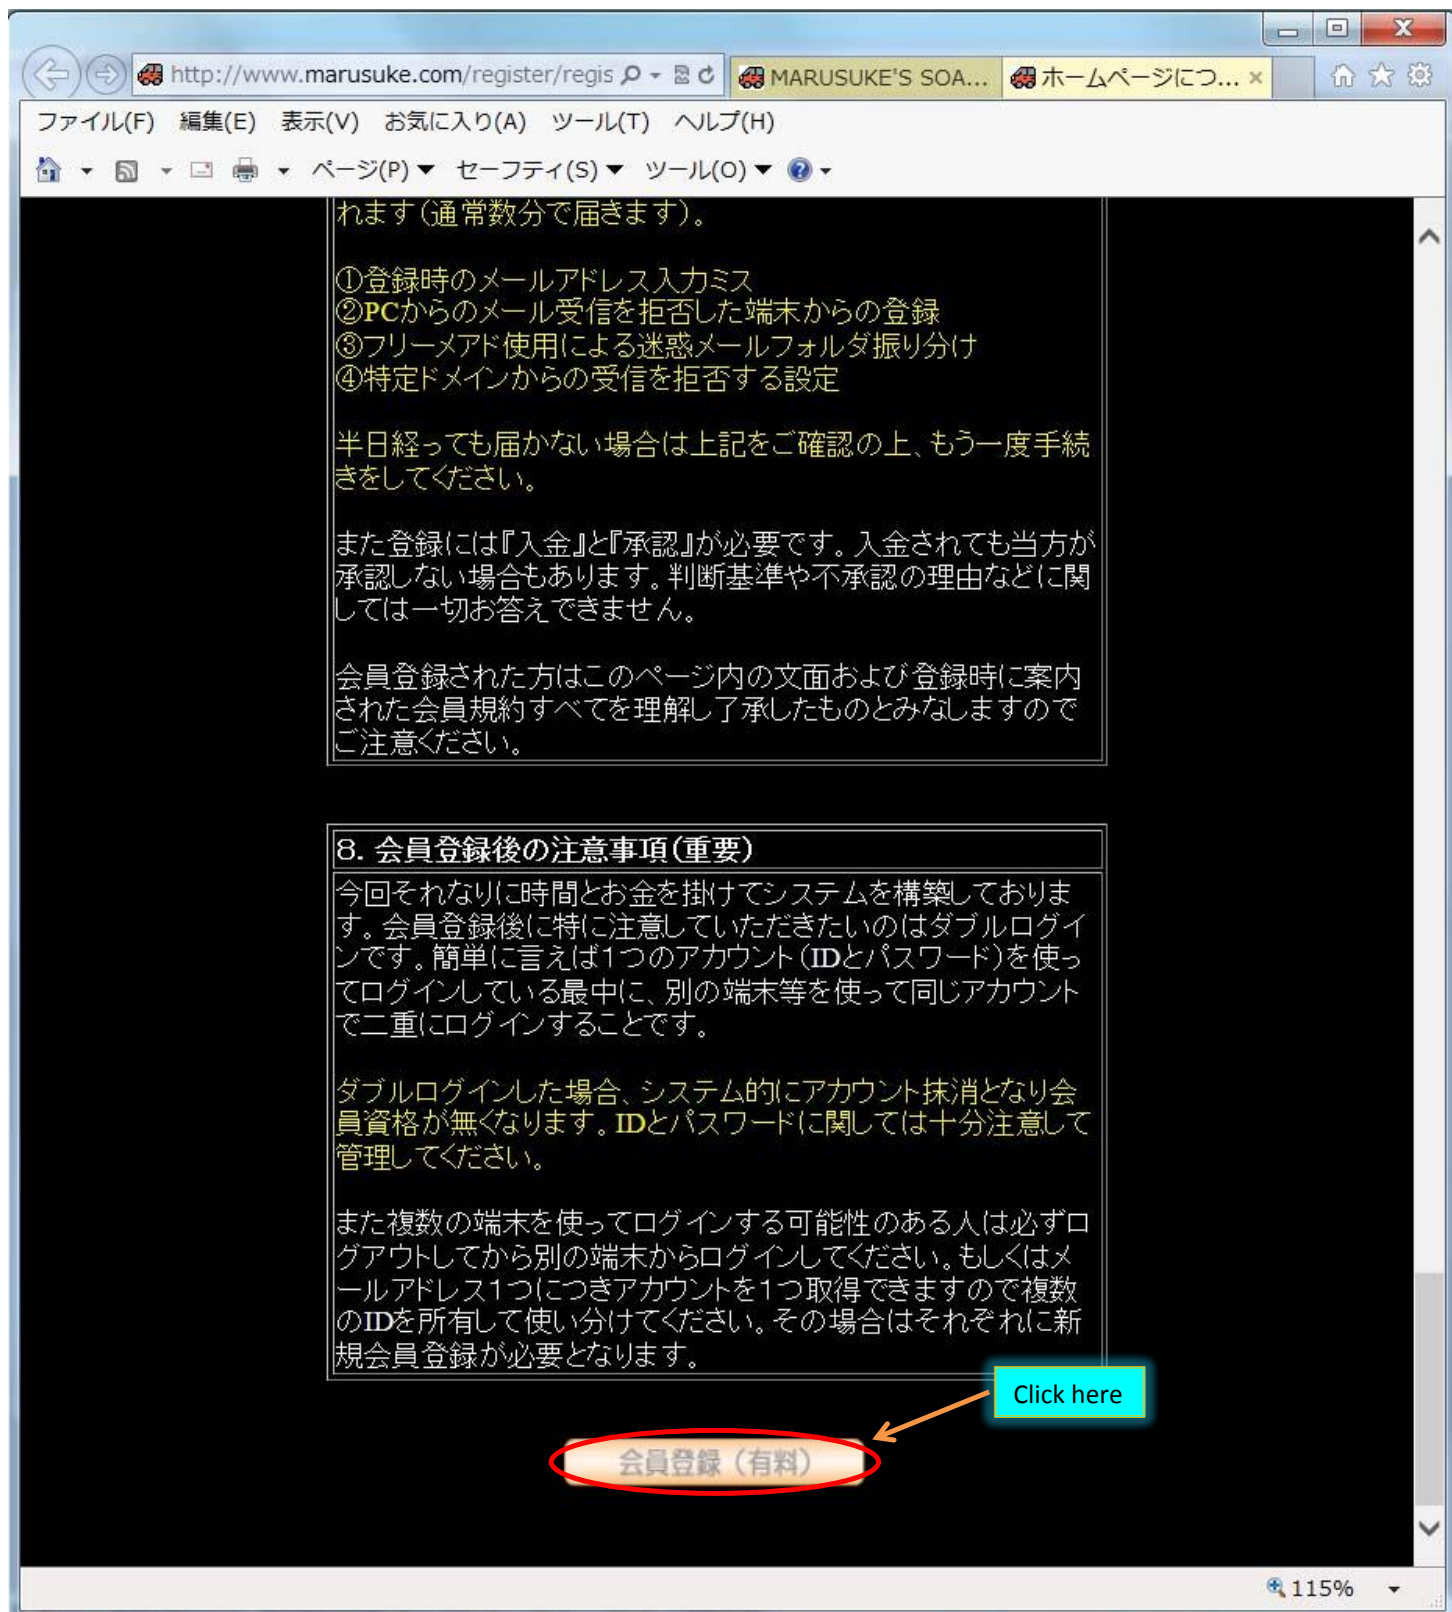 http://www.marusuke.com/register/regis
MARUSUKE'S SOA...
ホームページにつ...
ファイル(F) 編集(E) 表示(V) お気に入り(A) ツール(T) ヘルプ(H)
ページ(P) セーフティ(S) ツール(O)
れます(通常数分で届きます)。
①登録時のメールアドレス入力ミス
②PCからのメール受信を拒否した端末からの登録
③フリーメアド使用による迷惑メールフォルダ振り分け
④特定ドメインからの受信を拒否する設定
半日経っても届かない場合は上記をご確認の上、もう一度手続
きをしてください。
また登録には『入金』と『承認』が必要です。入金されても当方が
承認しない場合もあります。判断基準や不承認の理由などに関
しては一切お答えできません。
会員登録された方はこのページ内の文面および登録時に案内
された会員規約すべてを理解し了承したものとみなしますので
ご注意ください。
8. 会員登録後の注意事項(重要)
今回それなりに時間とお金を掛けてシステムを構築しておりま
す。会員登録後に特に注意していただきたいのはダブルログイ
ンです。簡単に言えば1つのアカウント(IDとパスワード)を使っ
てログインしている最中に、別の端末等を使って同じアカウント
で二重にログインすることです。
ダブルログインした場合、システム的にアカウント抹消となり会
員資格が無くなります。IDとパスワードに関しては十分注意して
管理してください。
また複数の端末を使ってログインする可能性のある人は必ずロ
グアウトしてから別の端末からログインしてください。もしくはメ
ールアドレス1つにつきアカウントを1つ取得できますので複数
のIDを所有して使い分けてください。その場合はそれぞれに新
規会員登録が必要となります。
Click here
会員登録（有料）
115%